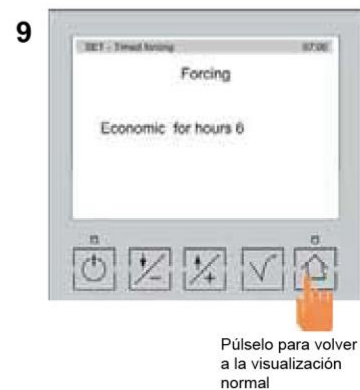 9
SET - Timed forcing 07:00
Forcing
Economic for hours 6
Púlselo para volver
a la visualización
normal